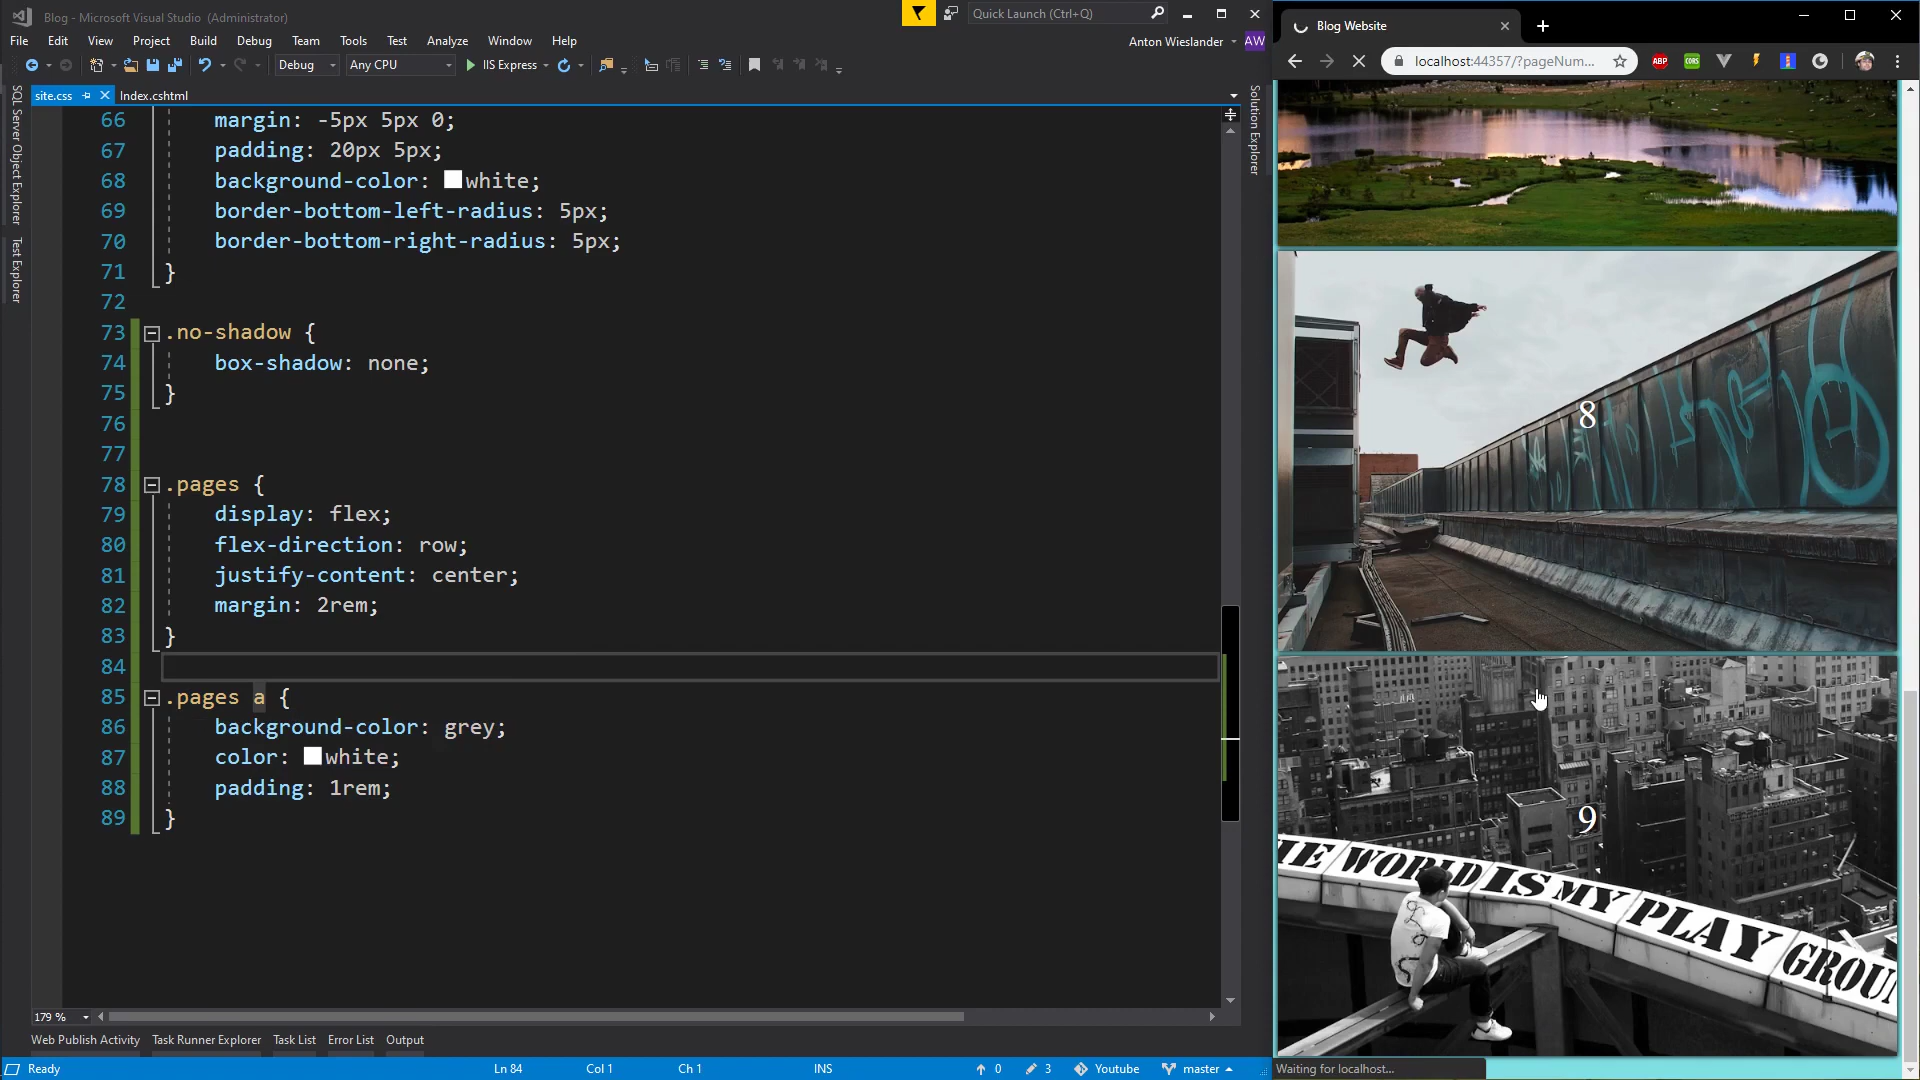 Blog - Microsoft Visual Studio (Administrator)
Quick Launch (Ctrl+Q)
File Edit View Project Build Debug Team Tools Test Analyze Window Help
Anton Wieslander AW
Debug Any CPU IIS Express
site.css Index.cshtml
SQL Server Object Explorer
Test Explorer
Solution Explorer
66 margin: -5px 5px 0;
67 padding: 20px 5px;
68 background-color: white;
69 border-bottom-left-radius: 5px;
70 border-bottom-right-radius: 5px;
71 }
72
73 .no-shadow {
74 box-shadow: none;
75 }
76
77
78 .pages {
79 display: flex;
80 flex-direction: row;
81 justify-content: center;
82 margin: 2rem;
83 }
84
85 .pages a {
86 background-color: grey;
87 color: white;
88 padding: 1rem;
89 }
179 %
Web Publish Activity Task Runner Explorer Task List Error List Output
Ready Ln 84 Col 1 Ch 1 INS 0 3 Youtube master
Blog Website
localhost:44357/?pageNum...
ABP CORS
8
9
THE WORLD IS MY PLAY GROUN
Waiting for localhost...